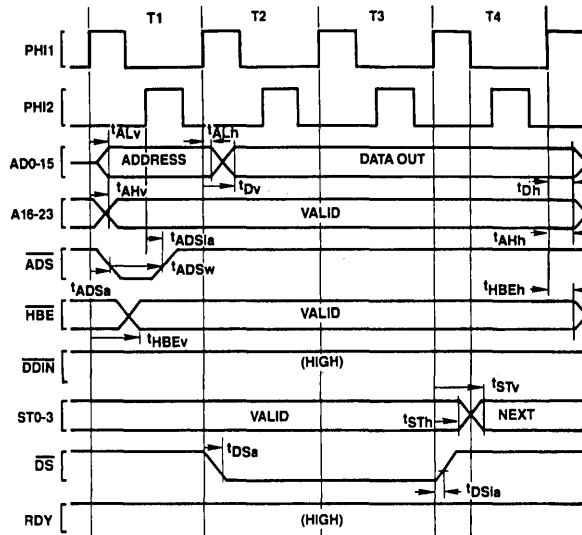 T1 T2 T3 T4
PHI1
PHI2
tALv tALh
AD0-15 ADDRESS DATA OUT
tDv tDh
tAHv
A16-23 VALID
tAHh
tADSia
ADS
tADSw
tADSa tHBEh
HBE VALID
tHBEv
DDIN (HIGH)
tSTv
ST0-3 VALID tSTh NEXT
tDSa
DS
tDSia
RDY (HIGH)